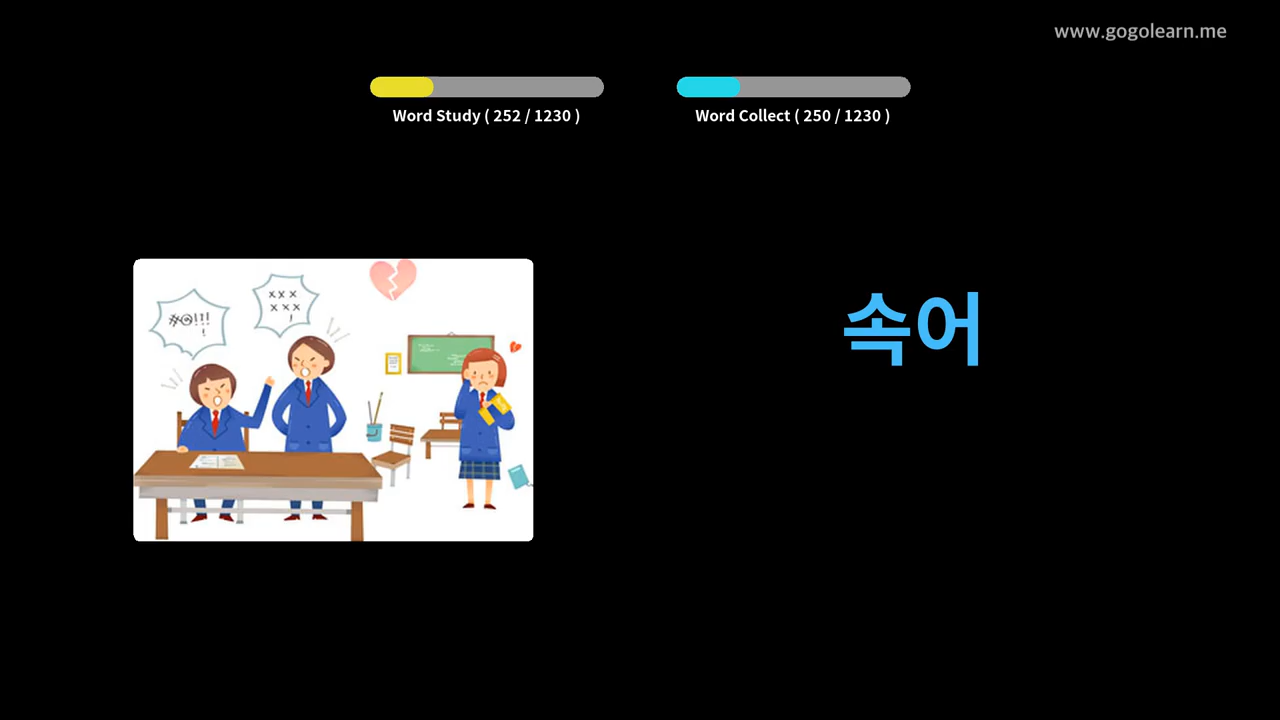 www.gogolearn.me
Word Study ( 252 / 1230 )
Word Collect ( 250 / 1230 )
#@!!!
!
x x x
x x x
!
속어